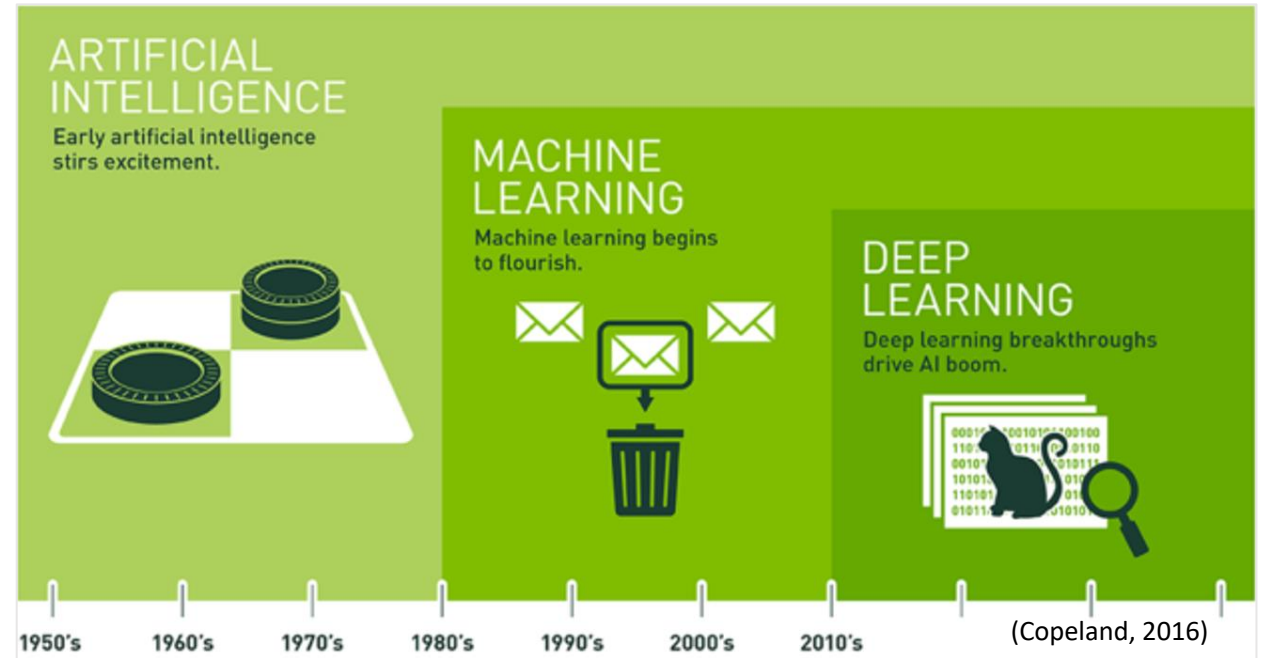 ARTIFICIAL
INTELLIGENCE
Early artificial intelligence
stirs excitement.
MACHINE
LEARNING
Machine learning begins
to flourish.
DEEP
LEARNING
Deep learning breakthroughs
drive AI boom.
1950's 1960's 1970's 1980's 1990's 2000's 2010's
(Copeland, 2016)